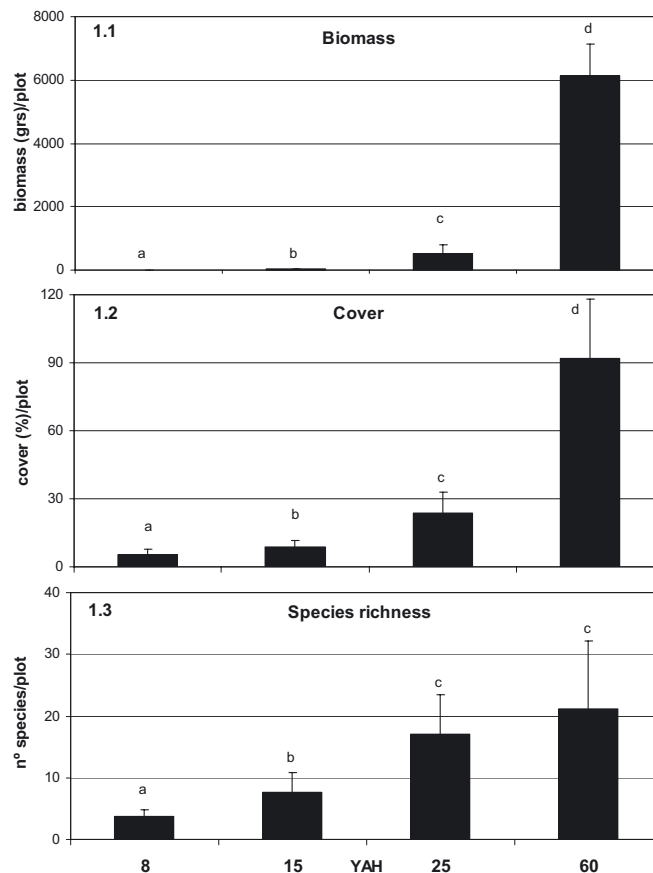 1.1 Biomass
biomass (grs)/plot
8000
6000
4000
2000
0
a b c d
1.2 Cover
cover (%)/plot
120
90
60
30
0
a b c d
1.3 Species richness
nº species/plot
40
30
20
10
0
a b c c
8 15 YAH 25 60